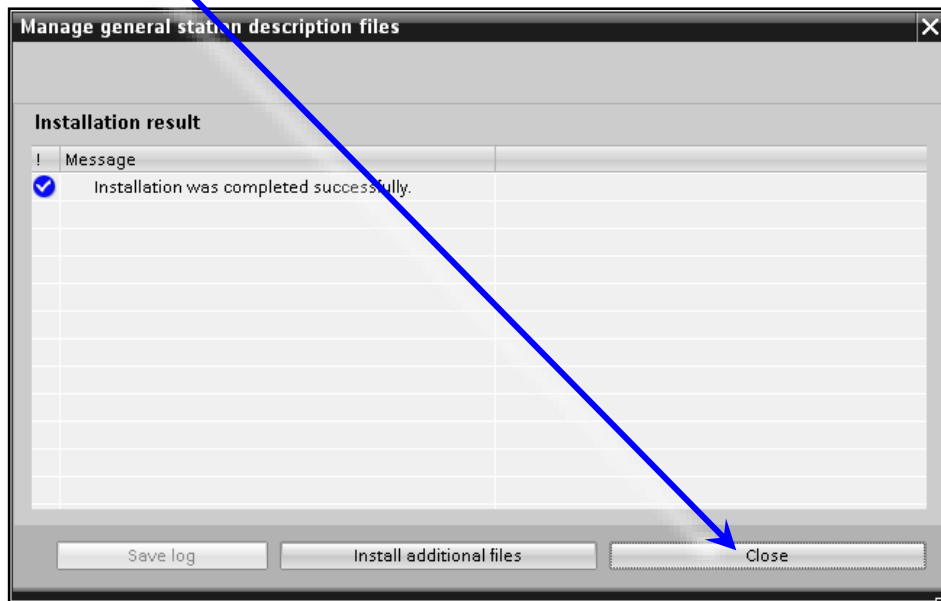 Manage general station description files
Installation result
! Message
Installation was completed successfully.
Save log Install additional files Close